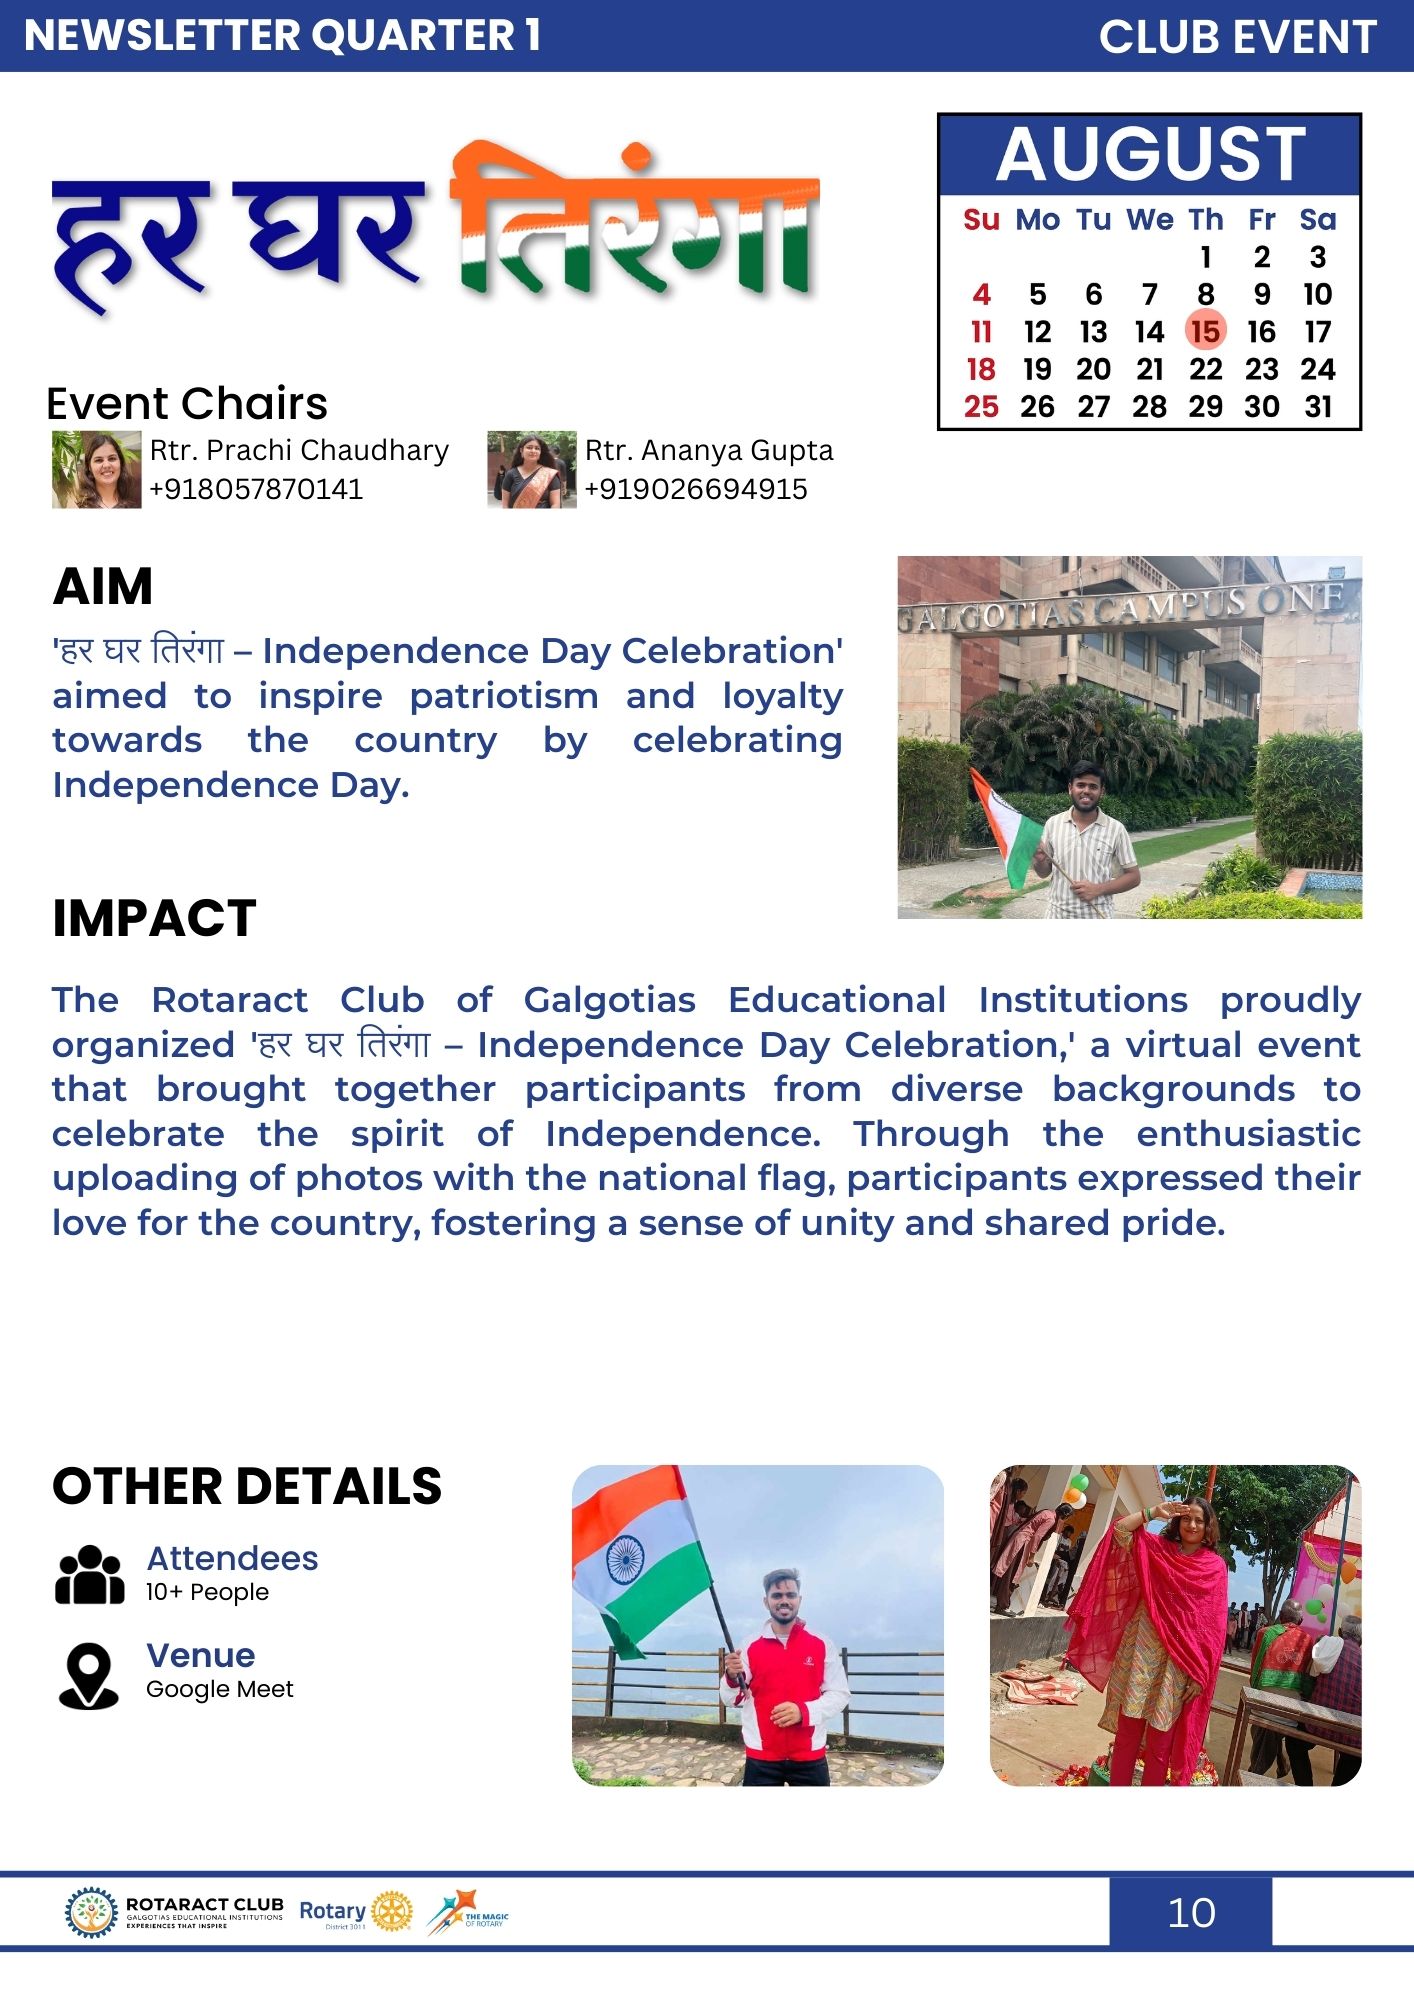 NEWSLETTER QUARTER 1
CLUB EVENT
हर घर तिरंगा
AUGUST
Su Mo Tu We Th Fr Sa
1 2 3
4 5 6 7 8 9 10
11 12 13 14 15 16 17
18 19 20 21 22 23 24
25 26 27 28 29 30 31
Event Chairs
Rtr. Prachi Chaudhary
+918057870141
Rtr. Ananya Gupta
+919026694915
AIM
'हर घर तिरंगा – Independence Day Celebration'
aimed to inspire patriotism and loyalty
towards the country by celebrating
Independence Day.
GALGOTIAS CAMPUS ONE
IMPACT
The Rotaract Club of Galgotias Educational Institutions proudly
organized 'हर घर तिरंगा – Independence Day Celebration,' a virtual event
that brought together participants from diverse backgrounds to
celebrate the spirit of Independence. Through the enthusiastic
uploading of photos with the national flag, participants expressed their
love for the country, fostering a sense of unity and shared pride.
OTHER DETAILS
Attendees
10+ People
Venue
Google Meet
ROTARACT CLUB
GALGOTIAS EDUCATIONAL INSTITUTIONS
EXPERIENCES THAT INSPIRE
Rotary
District 3011
THE MAGIC
OF ROTARY
10